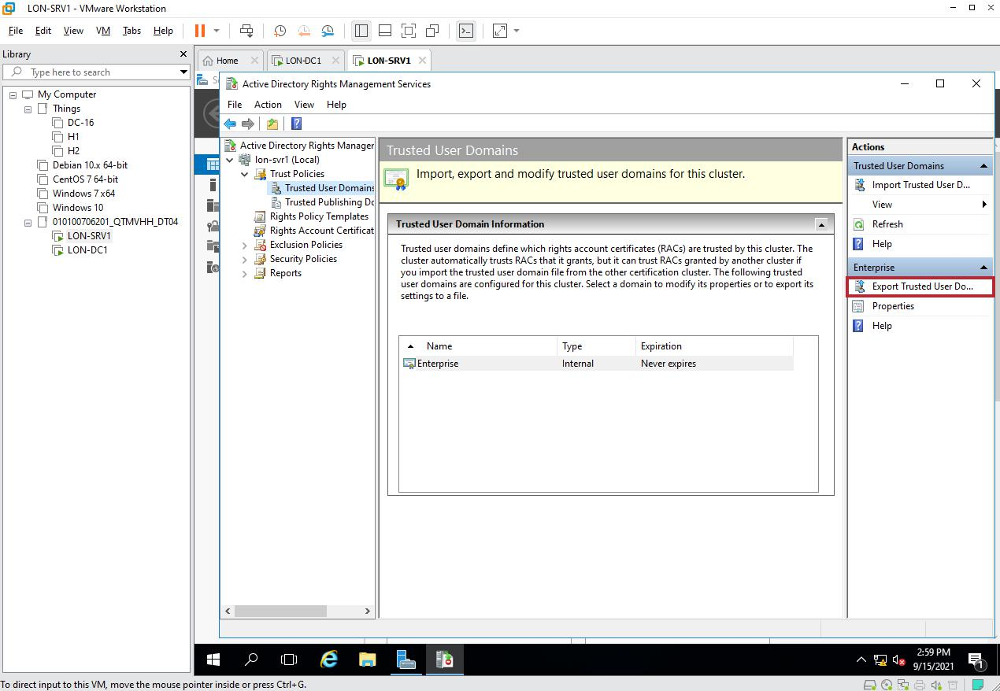 LON-SRV1 - VMware Workstation
File Edit View VM Tabs Help
Library
Type here to search
My Computer
Things
DC-16
H1
H2
Debian 10.x 64-bit
CentOS 7 64-bit
Windows 7 x64
Windows 10
010100706201_QTMVHH_DT04
LON-SRV1
LON-DC1
Home
LON-DC1
LON-SRV1
Active Directory Rights Management Services
File Action View Help
Active Directory Rights Manager
lon-svr1 (Local)
Trust Policies
Trusted User Domains
Trusted Publishing Do
Rights Policy Templates
Rights Account Certificat
Exclusion Policies
Security Policies
Reports
Trusted User Domains
Import, export and modify trusted user domains for this cluster.
Trusted User Domain Information
Trusted user domains define which rights account certificates (RACs) are trusted by this cluster. The
cluster automatically trusts RACs that it grants, but it can trust RACs granted by another cluster if
you import the trusted user domain file from the other certification cluster. The following trusted
user domains are configured for this cluster. Select a domain to modify its properties or to export its
settings to a file.
Name Type Expiration
Enterprise Internal Never expires
Actions
Trusted User Domains
Import Trusted User D...
View
Refresh
Help
Enterprise
Export Trusted User Do...
Properties
Help
2:59 PM
9/15/2021
1
To direct input to this VM, move the mouse pointer inside or press Ctrl+G.